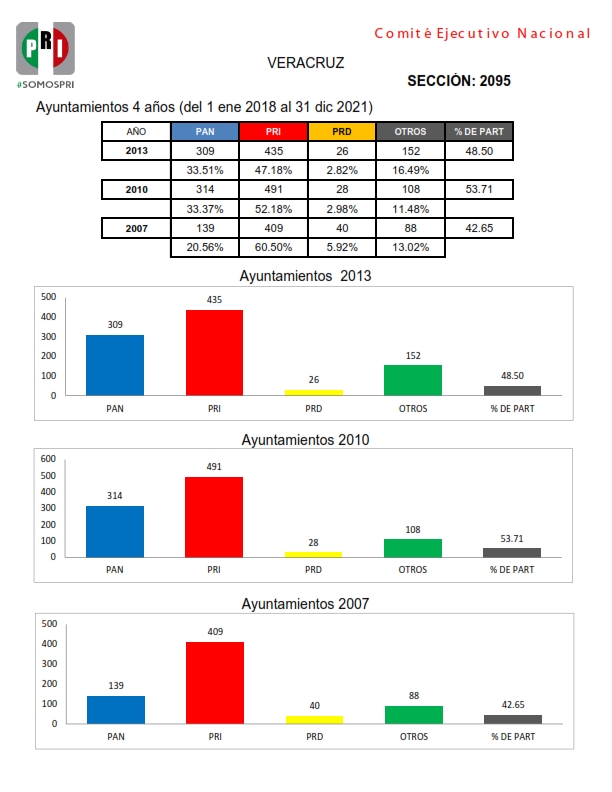 Comité Ejecutivo Nacional
PRI
#SOMOSPRI
VERACRUZ
SECCIÓN: 2095
Ayuntamientos 4 años (del 1 ene 2018 al 31 dic 2021)
AÑO PAN PRI PRD OTROS % DE PART
2013 309 435 26 152 48.50
33.51% 47.18% 2.82% 16.49%
2010 314 491 28 108 53.71
33.37% 52.18% 2.98% 11.48%
2007 139 409 40 88 42.65
20.56% 60.50% 5.92% 13.02%
Ayuntamientos 2013
500
400
300
200
100
0
309 435 26 152 48.50
PAN PRI PRD OTROS % DE PART
Ayuntamientos 2010
600
500
400
300
200
100
0
314 491 28 108 53.71
PAN PRI PRD OTROS % DE PART
Ayuntamientos 2007
500
400
300
200
100
0
139 409 40 88 42.65
PAN PRI PRD OTROS % DE PART